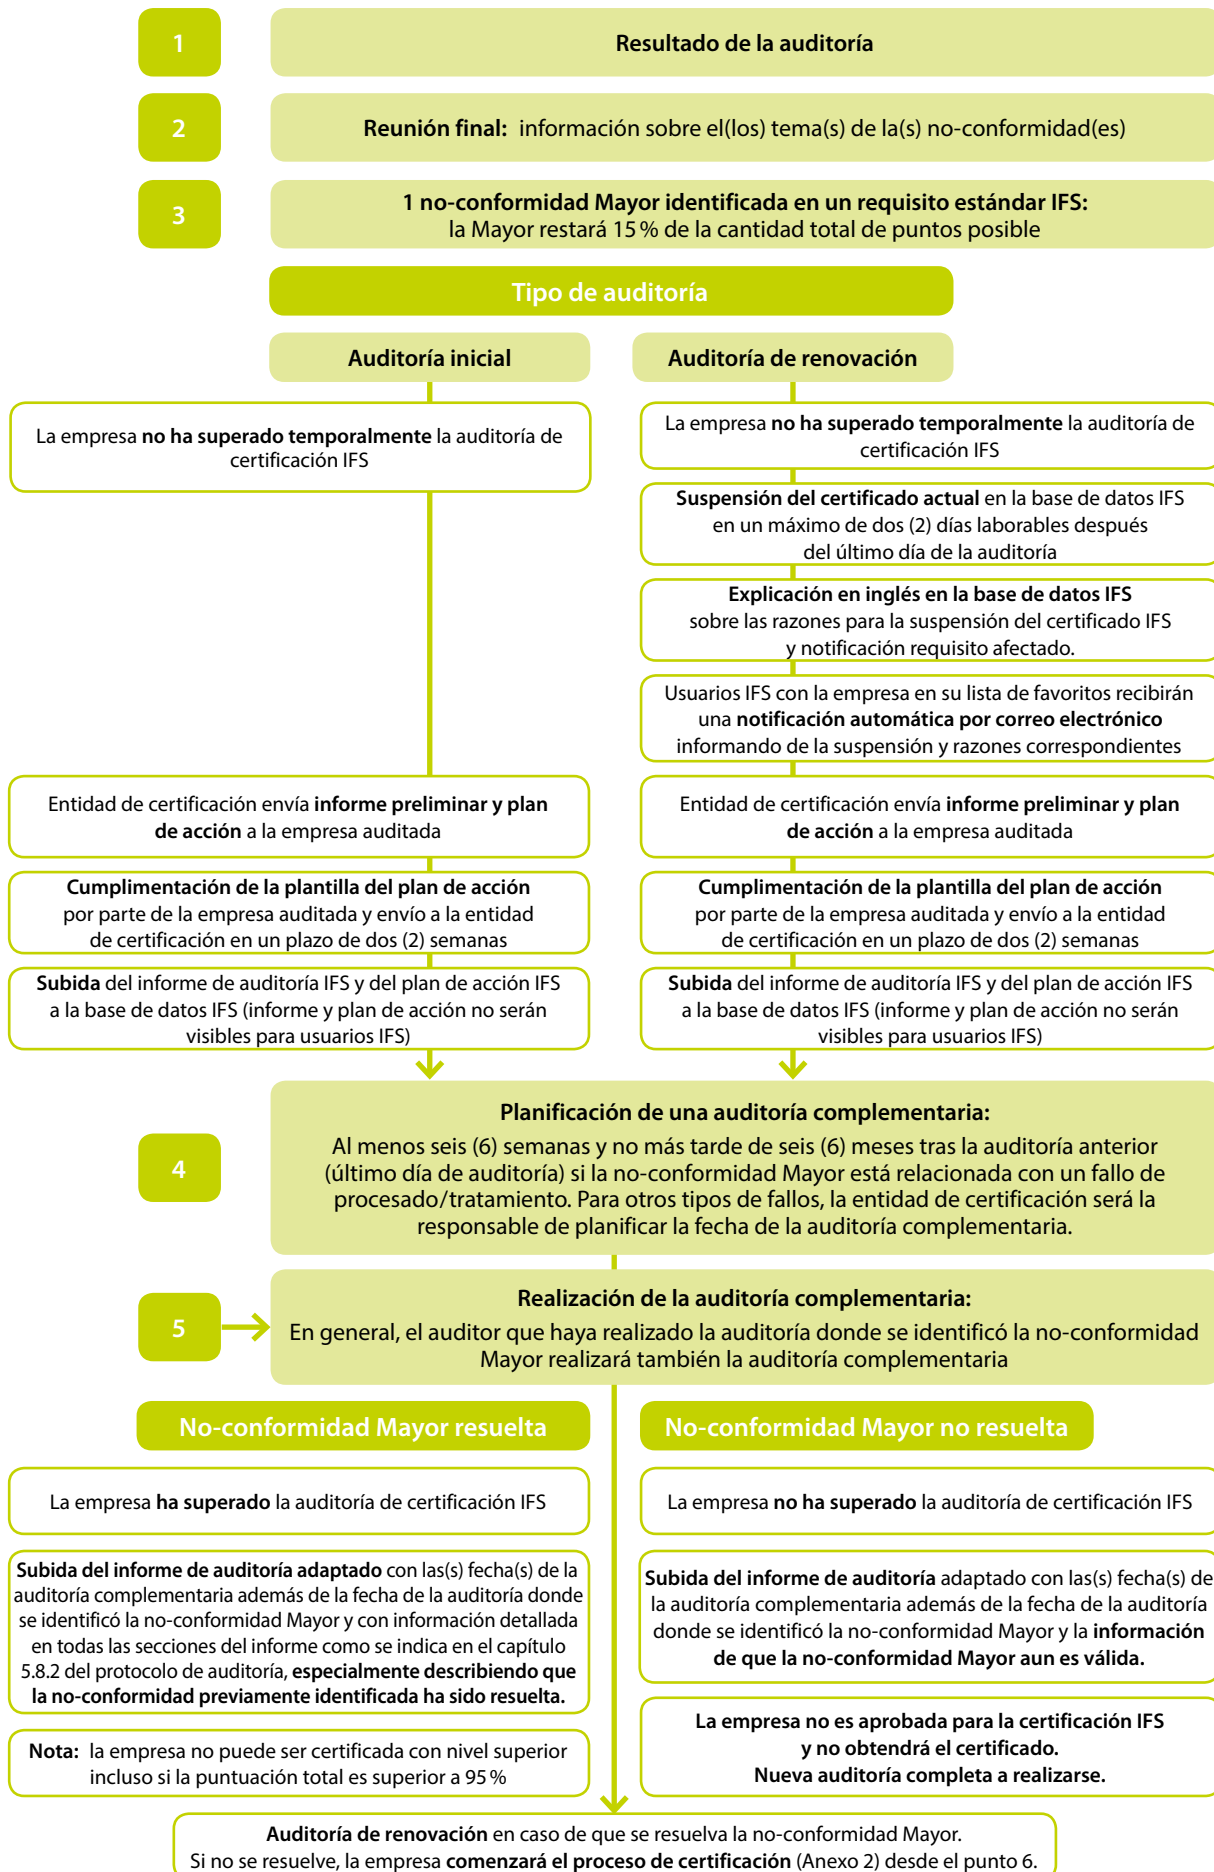 1
Resultado de la auditoría
2
Reunión final: información sobre el(los) tema(s) de la(s) no-conformidad(es)
3
1 no-conformidad Mayor identificada en un requisito estándar IFS:
la Mayor restará 15 % de la cantidad total de puntos posible
Tipo de auditoría
Auditoría inicial
La empresa no ha superado temporalmente la auditoría de
certificación IFS
Entidad de certificación envía informe preliminar y plan
de acción a la empresa auditada
Cumplimentación de la plantilla del plan de acción
por parte de la empresa auditada y envío a la entidad
de certificación en un plazo de dos (2) semanas
Subida del informe de auditoría IFS y del plan de acción IFS
a la base de datos IFS (informe y plan de acción no serán
visibles para usuarios IFS)
Auditoría de renovación
La empresa no ha superado temporalmente la auditoría de
certificación IFS
Suspensión del certificado actual en la base de datos IFS
en un máximo de dos (2) días laborables después
del último día de la auditoría
Explicación en inglés en la base de datos IFS
sobre las razones para la suspensión del certificado IFS
y notificación requisito afectado.
Usuarios IFS con la empresa en su lista de favoritos recibirán
una notificación automática por correo electrónico
informando de la suspensión y razones correspondientes
Entidad de certificación envía informe preliminar y plan
de acción a la empresa auditada
Cumplimentación de la plantilla del plan de acción
por parte de la empresa auditada y envío a la entidad
de certificación en un plazo de dos (2) semanas
Subida del informe de auditoría IFS y del plan de acción IFS
a la base de datos IFS (informe y plan de acción no serán
visibles para usuarios IFS)
4
Planificación de una auditoría complementaria:
Al menos seis (6) semanas y no más tarde de seis (6) meses tras la auditoría anterior
(último día de auditoría) si la no-conformidad Mayor está relacionada con un fallo de
procesado/tratamiento. Para otros tipos de fallos, la entidad de certificación será la
responsable de planificar la fecha de la auditoría complementaria.
5
Realización de la auditoría complementaria:
En general, el auditor que haya realizado la auditoría donde se identificó la no-conformidad
Mayor realizará también la auditoría complementaria
No-conformidad Mayor resuelta
La empresa ha superado la auditoría de certificación IFS
Subida del informe de auditoría adaptado con las(s) fecha(s) de la
auditoría complementaria además de la fecha de la auditoría donde
se identificó la no-conformidad Mayor y con información detallada
en todas las secciones del informe como se indica en el capítulo
5.8.2 del protocolo de auditoría, especialmente describiendo que
la no-conformidad previamente identificada ha sido resuelta.
Nota: la empresa no puede ser certificada con nivel superior
incluso si la puntuación total es superior a 95 %
No-conformidad Mayor no resuelta
La empresa no ha superado la auditoría de certificación IFS
Subida del informe de auditoría adaptado con las(s) fecha(s) de
la auditoría complementaria además de la fecha de la auditoría
donde se identificó la no-conformidad Mayor y la información
de que la no-conformidad Mayor aun es válida.
La empresa no es aprobada para la certificación IFS
y no obtendrá el certificado.
Nueva auditoría completa a realizarse.
Auditoría de renovación en caso de que se resuelva la no-conformidad Mayor.
Si no se resuelve, la empresa comenzará el proceso de certificación (Anexo 2) desde el punto 6.